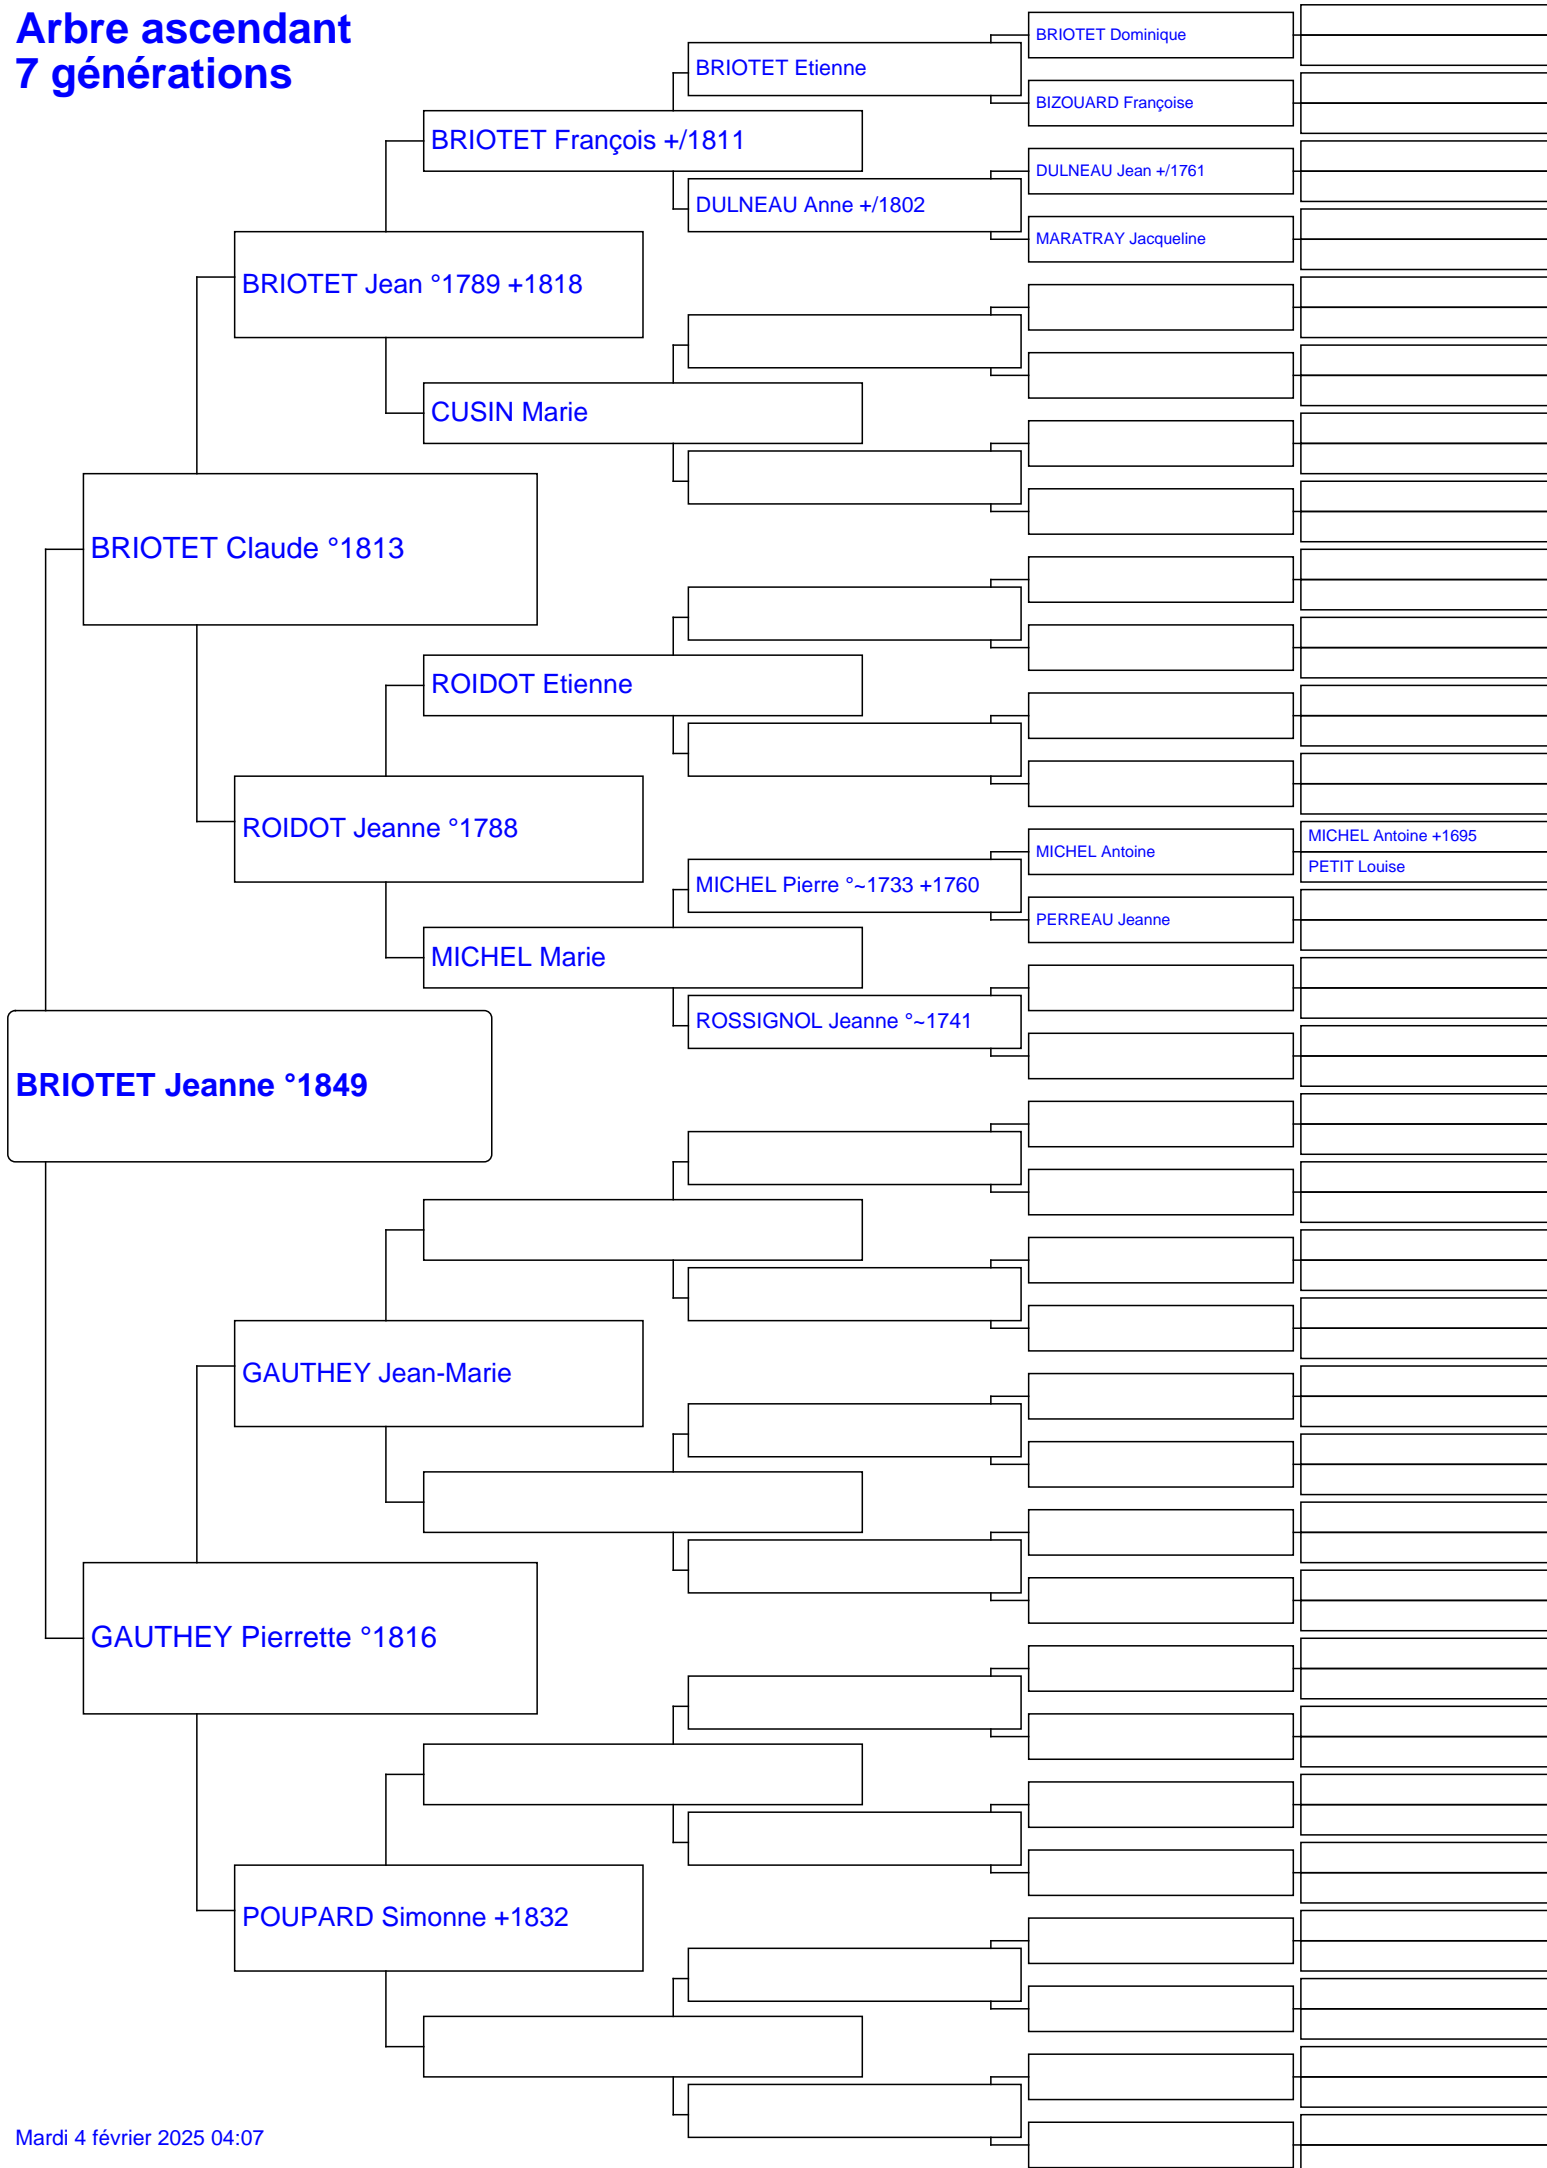 Arbre ascendant
7 générations
BRIOTET Dominique
BRIOTET Etienne
BIZOUARD Françoise
BRIOTET François +/1811
DULNEAU Jean +/1761
DULNEAU Anne +/1802
MARATRAY Jacqueline
BRIOTET Jean °1789 +1818
CUSIN Marie
BRIOTET Claude °1813
ROIDOT Etienne
ROIDOT Jeanne °1788
MICHEL Antoine +1695
MICHEL Antoine
PETIT Louise
MICHEL Pierre °~1733 +1760
PERREAU Jeanne
MICHEL Marie
ROSSIGNOL Jeanne °~1741
BRIOTET Jeanne °1849
GAUTHEY Jean-Marie
GAUTHEY Pierrette °1816
POUPARD Simonne +1832
Mardi 4 février 2025 04:07